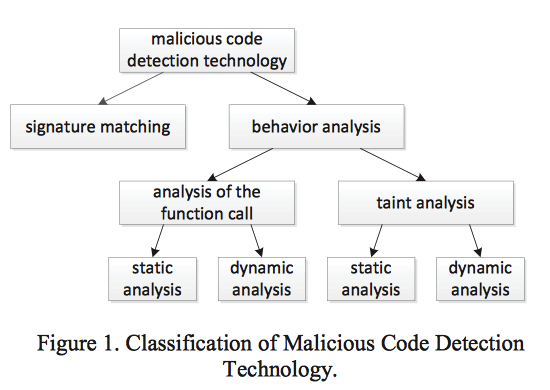 malicious code
detection technology
signature matching
behavior analysis
analysis of the
function call
taint analysis
static
analysis
dynamic
analysis
static
analysis
dynamic
analysis
Figure 1. Classification of Malicious Code Detection
Technology.